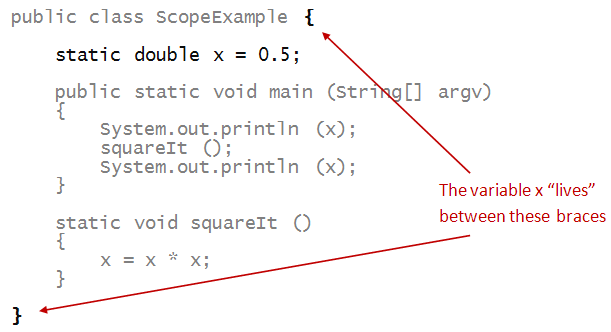 public class ScopeExample {
static double x = 0.5;
public static void main (String[] argv)
{
System.out.println (x);
squareIt ();
System.out.println (x);
}
The variable x “lives”
between these braces
static void squareIt ()
{
x = x * x;
}
}